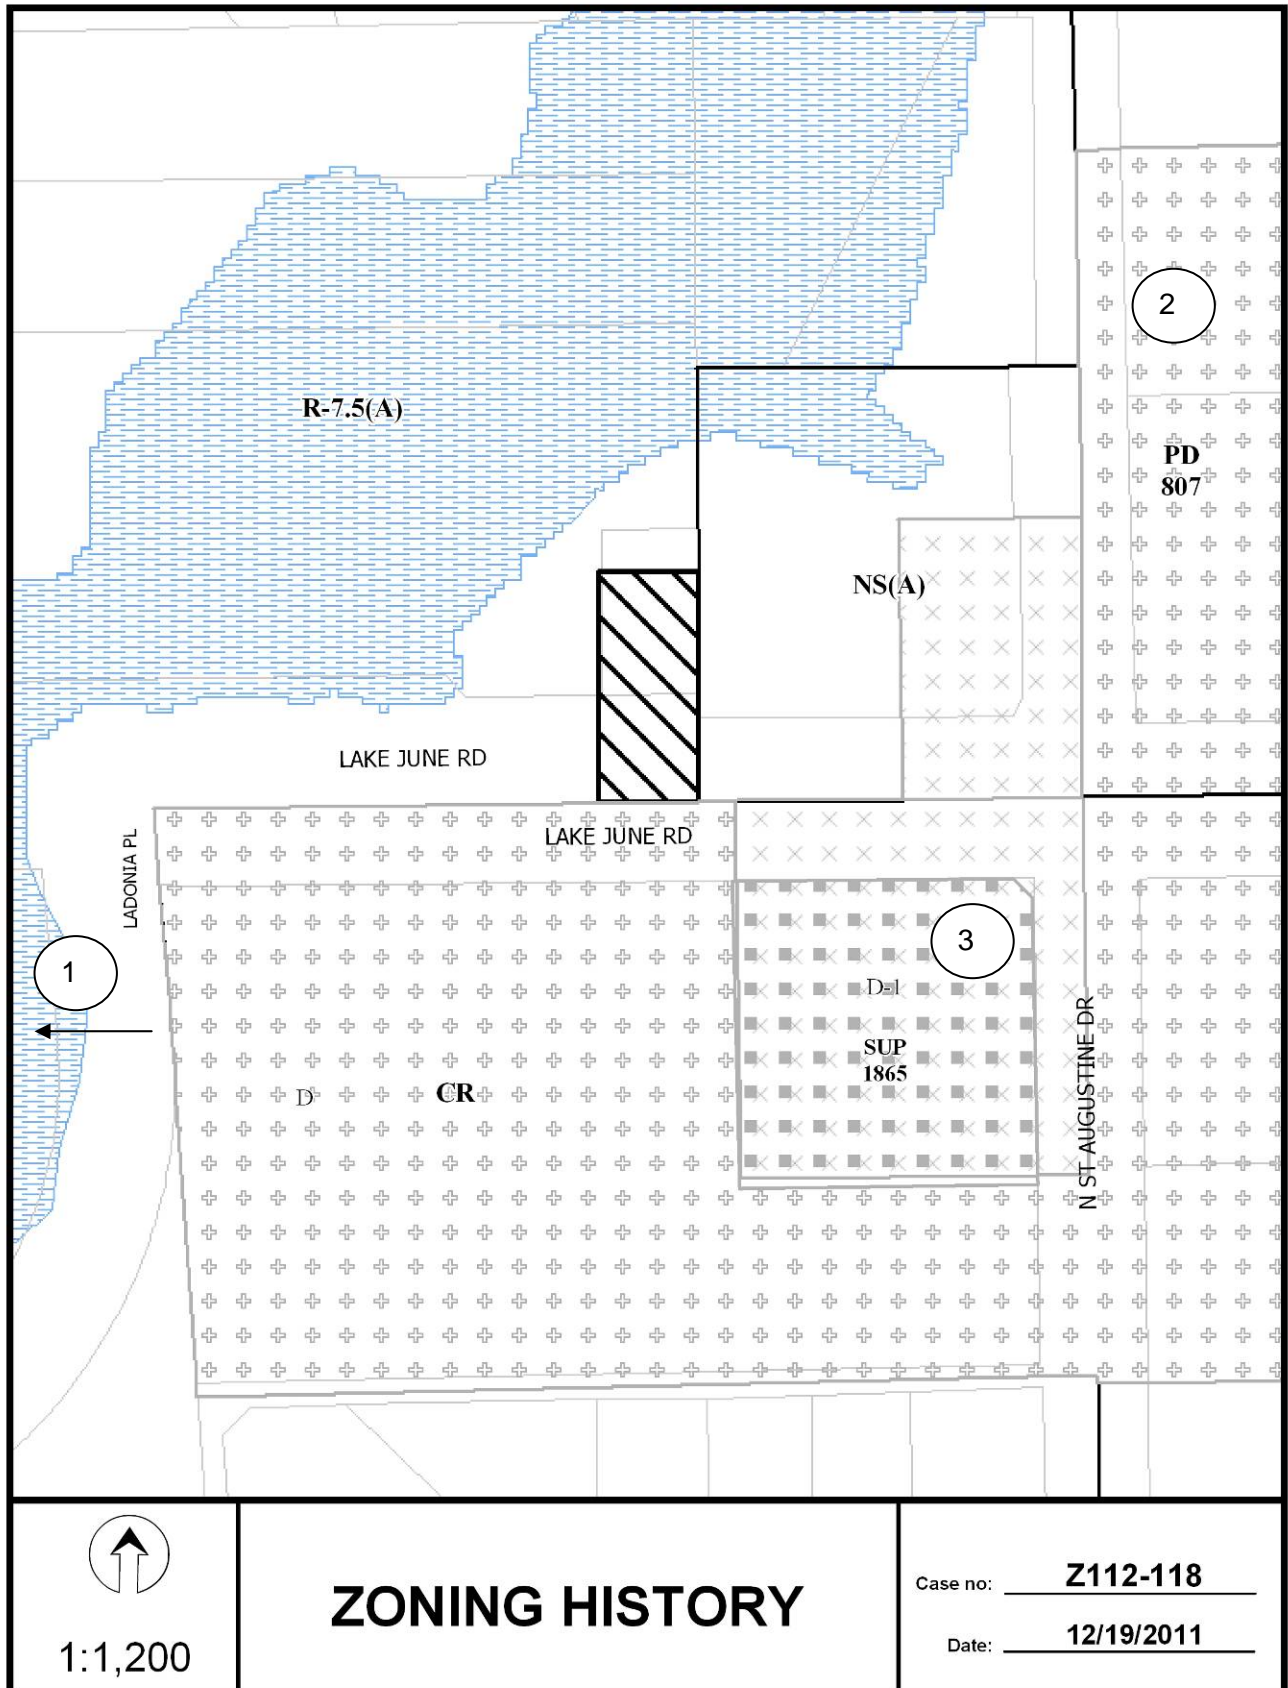 2
R-7.5(A)
PD
807
NS(A)
LAKE JUNE RD
LAKE JUNE RD
LADONIA PL
1
3
D-1
SUP
1865
D
CR
N ST AUGUSTINE DR
1:1,200
ZONING HISTORY
Case no: Z112-118
Date: 12/19/2011